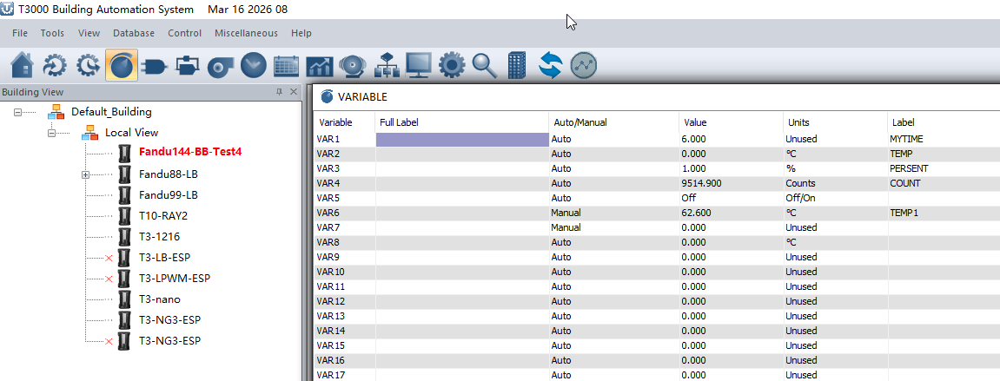 T3000 Building Automation System Mar 16 2026 08
File Tools View Database Control Miscellaneous Help
Building View
Default_Building
Local View
Fandu144-BB-Test4
Fandu88-LB
Fandu99-LB
T10-RAY2
T3-1216
T3-LB-ESP
T3-LPWM-ESP
T3-nano
T3-NG3-ESP
T3-NG3-ESP
VARIABLE
Variable Full Label Auto/Manual Value Units Label
VAR1 Auto 6.000 Unused MYTIME
VAR2 Auto 0.000 °C TEMP
VAR3 Auto 1.000 % PERSENT
VAR4 Auto 9514.900 Counts COUNT
VAR5 Auto Off Off/On
VAR6 Manual 62.600 °C TEMP1
VAR7 Manual 0.000 Unused
VAR8 Auto 0.000 °C
VAR9 Auto 0.000 Unused
VAR10 Auto 0.000 Unused
VAR11 Auto 0.000 Unused
VAR12 Auto 0.000 Unused
VAR13 Auto 0.000 Unused
VAR14 Auto 0.000 Unused
VAR15 Auto 0.000 Unused
VAR16 Auto 0.000 Unused
VAR17 Auto 0.000 Unused